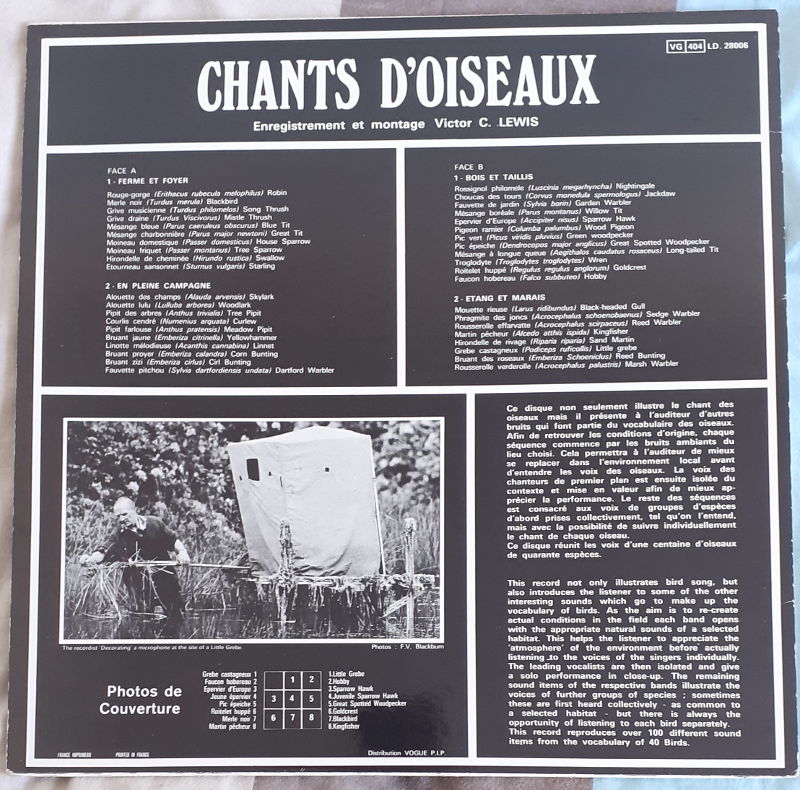 VG 404 LD. 28006
CHANTS D'OISEAUX
Enregistrement et montage Victor C. LEWIS
FACE A
1 - FERME ET FOYER
Rouge-gorge (Erithacus rubecula melophilus) Robin
Merle noir (Turdus merula) Blackbird
Grive musicienne (Turdus philomelos) Song Thrush
Grive draine (Turdus Viscivorus) Mistle Thrush
Mésange bleue (Parus caeruleus obscurus) Blue Tit
Mésange charbonnière (Parus major newtoni) Great Tit
Moineau domestique (Passer domesticus) House Sparrow
Moineau friquet (Passer montanus) Tree Sparrow
Hirondelle de cheminée (Hirundo rustica) Swallow
Etourneau sansonnet (Sturnus vulgaris) Starling
2 - EN PLEINE CAMPAGNE
Alouette des champs (Alauda arvensis) Skylark
Alouette lulu (Lulluba arborea) Woodlark
Pipit des arbres (Anthus trivialis) Tree Pipit
Courlis cendré (Numenius arquata) Curlew
Pipit farlouse (Anthus pratensis) Meadow Pipit
Bruant jaune (Emberiza citrinella) Yellowhammer
Linotte mélodieuse (Acanthis cannabina) Linnet
Bruant proyer (Emberiza calandra) Corn Bunting
Bruant zizi (Emberiza cirlus) Cirl Bunting
Fauvette pitchou (Sylvia dartfordiensis undata) Dartford Warbler
FACE B
1 - BOIS ET TAILLIS
Rossignol philomele (Luscinia megarhyncha) Nightingale
Choucas des tours (Corvus monedula spermologus) Jackdaw
Fauvette de jardin (Sylvia borin) Garden Warbler
Mésange boréale (Parus montanus) Willow Tit
Epervier d'Europe (Accipiter nisus) Sparrow Hawk
Pigeon ramier (Columba palumbus) Wood Pigeon
Pic vert (Picus viridis pluvius) Green woodpecker
Pic épeiche (Dendrocopos major anglicus) Great Spotted Woodpecker
Mésange à longue queue (Aegithalos caudatus rosaceus) Long-tailed Tit
Troglodyte (Troglodytes troglodytes) Wren
Roitelet huppé (Regulus regulus anglorum) Goldcrest
Faucon hobereau (Falco subbuteo) Hobby
2 - ETANG ET MARAIS
Mouette rieuse (Larus ridibundus) Black-headed Gull
Phragmite des joncs (Acrocephalus schoenobaenus) Sedge Warbler
Rousserolle effarvatte (Acrocephalus scirpaceus) Reed Warbler
Martin pêcheur (Alcedo atthis ispida) Kingfisher
Hirondelle de rivage (Riparia riparia) Sand Martin
Grebe castagneux (Podiceps ruficollis) Little grebe
Bruant des roseaux (Emberiza Schoeniclus) Reed Bunting
Rousserolle verderolle (Acrocephalus palustris) Marsh Warbler
The recordist 'Decorating' a microphone at the site of a Little Grebe
Photos : F.V. Blackburn
Photos de
Couverture
Grebe castagneux 1
Faucon hobereau 2
Epervier d'Europe 3
Jeune épervier 4
Pic épeiche 5
Roitelet huppé 6
Merle noir 7
Martin pêcheur 8
1 2
3 4 5
6 7 8
1.Little Grebe
2.Hobby
3.Sparrow Hawk
4.Juvenile Sparrow Hawk
5.Great Spotted Woodpecker
6.Goldcrest
7.Blackbird
8.Kingfisher
PRINTED IN FRANCE
Distribution VOGUE P.I.P.
Ce disque non seulement illustre le chant des
oiseaux mais il présente à l'auditeur d'autres
bruits qui font partie du vocabulaire des oiseaux.
Afin de retrouver les conditions d'origine, chaque
séquence commence par les bruits ambiants du
lieu choisi. Cela permettra à l'auditeur de mieux
se replacer dans l'environnement local avant
d'entendre les voix des oiseaux. La voix des
chanteurs de premier plan est ensuite isolée du
contexte et mise en valeur afin de mieux ap-
précier la performance. Le reste des séquences
est consacré aux voix de groupes d'espèces
d'abord prises collectivement, tel qu'on l'entend,
mais avec la possibilité de suivre individuellement
le chant de chaque oiseau.
Ce disque réunit les voix d'une centaine d'oiseaux
de quarante espèces.
This record not only illustrates bird song, but
also introduces the listener to some of the other
interesting sounds which go to make up the
vocabulary of birds. As the aim is to re-create
actual conditions in the field each band opens
with the appropriate natural sounds of a selected
habitat. This helps the listener to appreciate the
'atmosphere' of the environment before actually
listening to the voices of the singers individually.
The leading vocalists are then isolated and give
a solo performance in close-up. The remaining
sound items of the respective bands illustrate the
voices of further groups of species ; sometimes
these are first heard collectively - as common to
a selected habitat - but there is always the
opportunity of listening to each bird separately.
This record reproduces over 100 different sound
items from the vocabulary of 40 Birds.